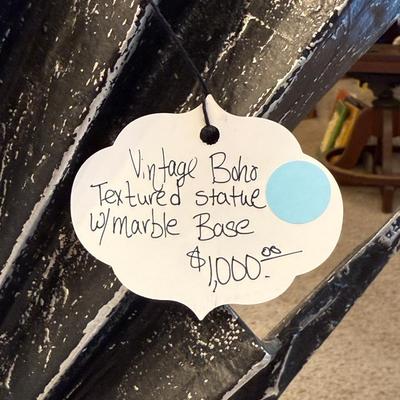 Vintage Boho
Textured statue
w/marble Base
$1,000.00